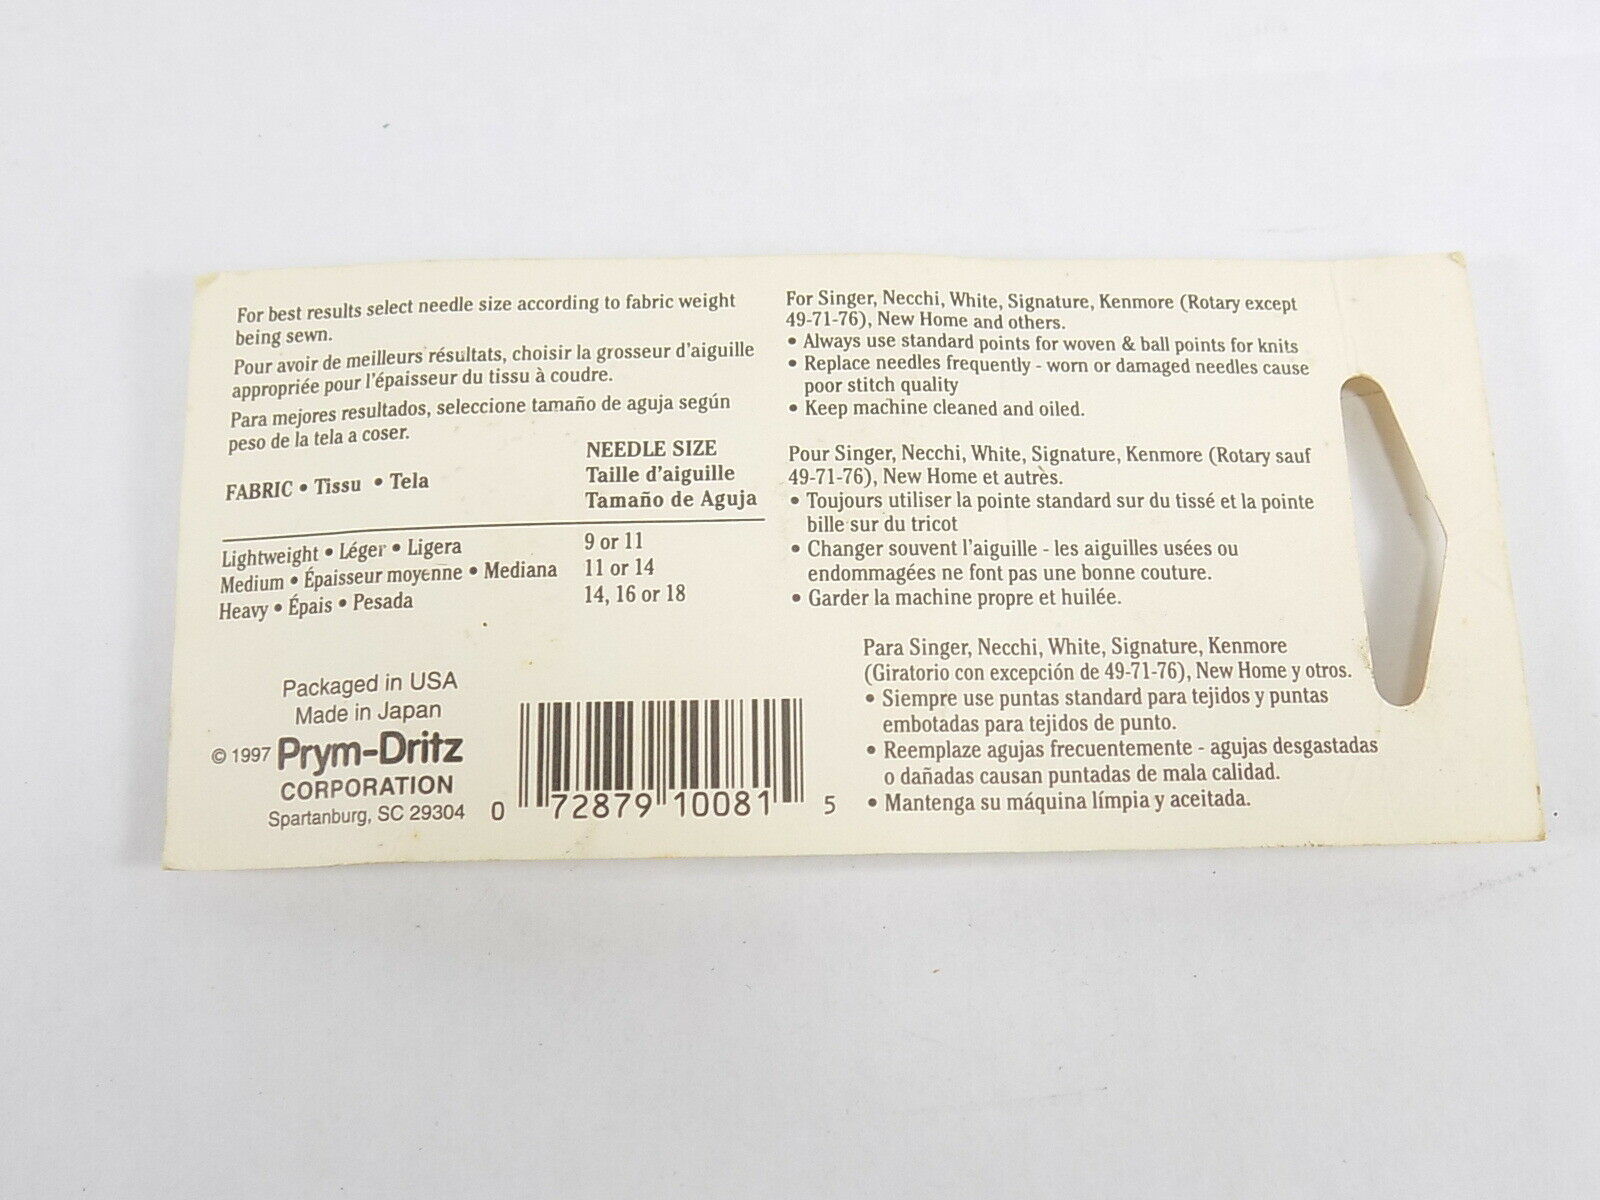 For best results select needle size according to fabric weight
being sewn.
Pour avoir de meilleurs résultats, choisir la grosseur d'aiguille
appropriée pour l'épaisseur du tissu à coudre.
Para mejores resultados, seleccione tamaño de aguja según
peso de la tela a coser.
FABRIC • Tissu • Tela
NEEDLE SIZE
Taille d'aiguille
Tamaño de Aguja
Lightweight • Léger • Ligera 9 or 11
Medium • Épaisseur moyenne • Mediana 11 or 14
Heavy • Épais • Pesada 14, 16 or 18
Packaged in USA
Made in Japan
© 1997 Prym-Dritz
CORPORATION
Spartanburg, SC 29304
0 72879 10081 5
For Singer, Necchi, White, Signature, Kenmore (Rotary except
49-71-76), New Home and others.
• Always use standard points for woven & ball points for knits
• Replace needles frequently - worn or damaged needles cause
poor stitch quality
• Keep machine cleaned and oiled.
Pour Singer, Necchi, White, Signature, Kenmore (Rotary sauf
49-71-76), New Home et autrès.
• Toujours utiliser la pointe standard sur du tissé et la pointe
bille sur du tricot
• Changer souvent l'aiguille - les aiguilles usées ou
endommagées ne font pas une bonne couture.
• Garder la machine propre et huilée.
Para Singer, Necchi, White, Signature, Kenmore
(Giratorio con excepción de 49-71-76), New Home y otros.
• Siempre use puntas standard para tejidos y puntas
embotadas para tejidos de punto.
• Reemplaze agujas frecuentemente - agujas desgastadas
o dañadas causan puntadas de mala calidad.
• Mantenga su máquina límpia y aceitada.